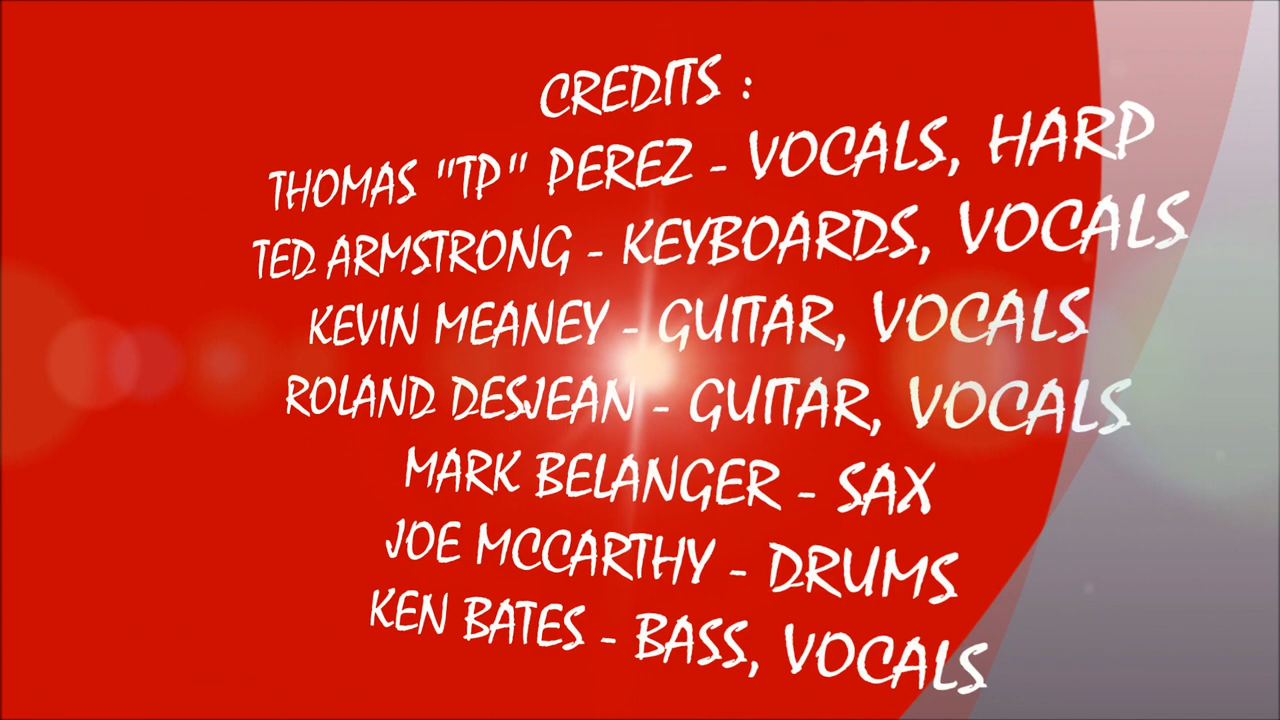 CREDITS :
THOMAS "TP" PEREZ - VOCALS, HARP
TED ARMSTRONG - KEYBOARDS, VOCALS
KEVIN MEANEY - GUITAR, VOCALS
ROLAND DESJEAN - GUITAR, VOCALS
MARK BELANGER - SAX
JOE MCCARTHY - DRUMS
KEN BATES - BASS, VOCALS